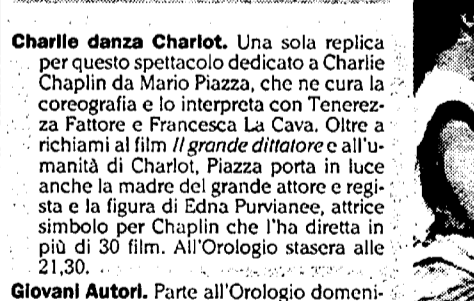 Charlie danza Charlot. Una sola replica
per questo spettacolo dedicato a Charlie
Chaplin da Mario Piazza, che ne cura la
coreografia e lo interpreta con Tenerez-
za Fattore e Francesca La Cava. Oltre a
richiami al film Il grande dittatore e all'u-
manità di Charlot, Piazza porta in luce
anche la madre del grande attore e regi-
sta e la figura di Edna Purvianee, attrice
simbolo per Chaplin che l'ha diretta in
più di 30 film. All'Orologio stasera alle
21,30.
Giovani Autori. Parte all'Orologio domeni-